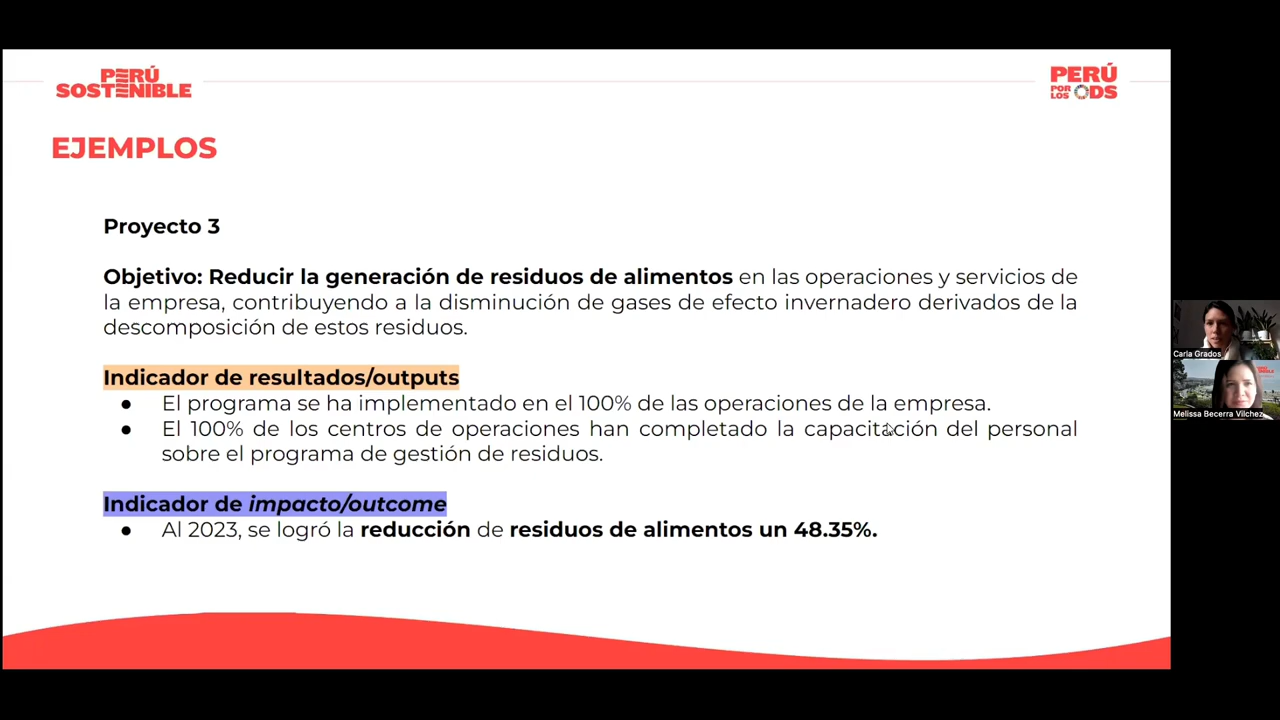 PERÚ
SOSTENIBLE
PERÚ
POR
LOS ODS
EJEMPLOS
Proyecto 3
Objetivo: Reducir la generación de residuos de alimentos en las operaciones y servicios de
la empresa, contribuyendo a la disminución de gases de efecto invernadero derivados de la
descomposición de estos residuos.
Indicador de resultados/outputs
● El programa se ha implementado en el 100% de las operaciones de la empresa.
● El 100% de los centros de operaciones han completado la capacitación del personal
sobre el programa de gestión de residuos.
Indicador de impacto/outcome
● Al 2023, se logró la reducción de residuos de alimentos un 48.35%.
Carla Grados
Melissa Becerra Vilchez